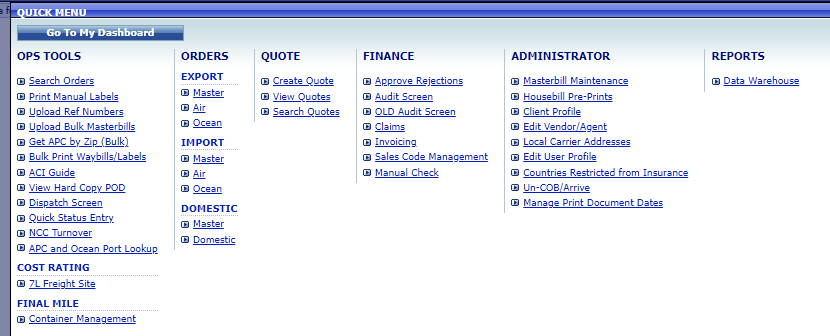 QUICK MENU
Go To My Dashboard
OPS TOOLS
Search Orders
Print Manual Labels
Upload Ref Numbers
Upload Bulk Masterbills
Get APC by Zip (Bulk)
Bulk Print Waybills/Labels
ACI Guide
View Hard Copy POD
Dispatch Screen
Quick Status Entry
NCC Turnover
APC and Ocean Port Lookup
COST RATING
7L Freight Site
FINAL MILE
Container Management
ORDERS
EXPORT
Master
Air
Ocean
IMPORT
Master
Air
Ocean
DOMESTIC
Master
Domestic
QUOTE
Create Quote
View Quotes
Search Quotes
FINANCE
Approve Rejections
Audit Screen
OLD Audit Screen
Claims
Invoicing
Sales Code Management
Manual Check
ADMINISTRATOR
Masterbill Maintenance
Housebill Pre-Prints
Client Profile
Edit Vendor/Agent
Local Carrier Addresses
Edit User Profile
Countries Restricted from Insurance
Un-COB/Arrive
Manage Print Document Dates
REPORTS
Data Warehouse